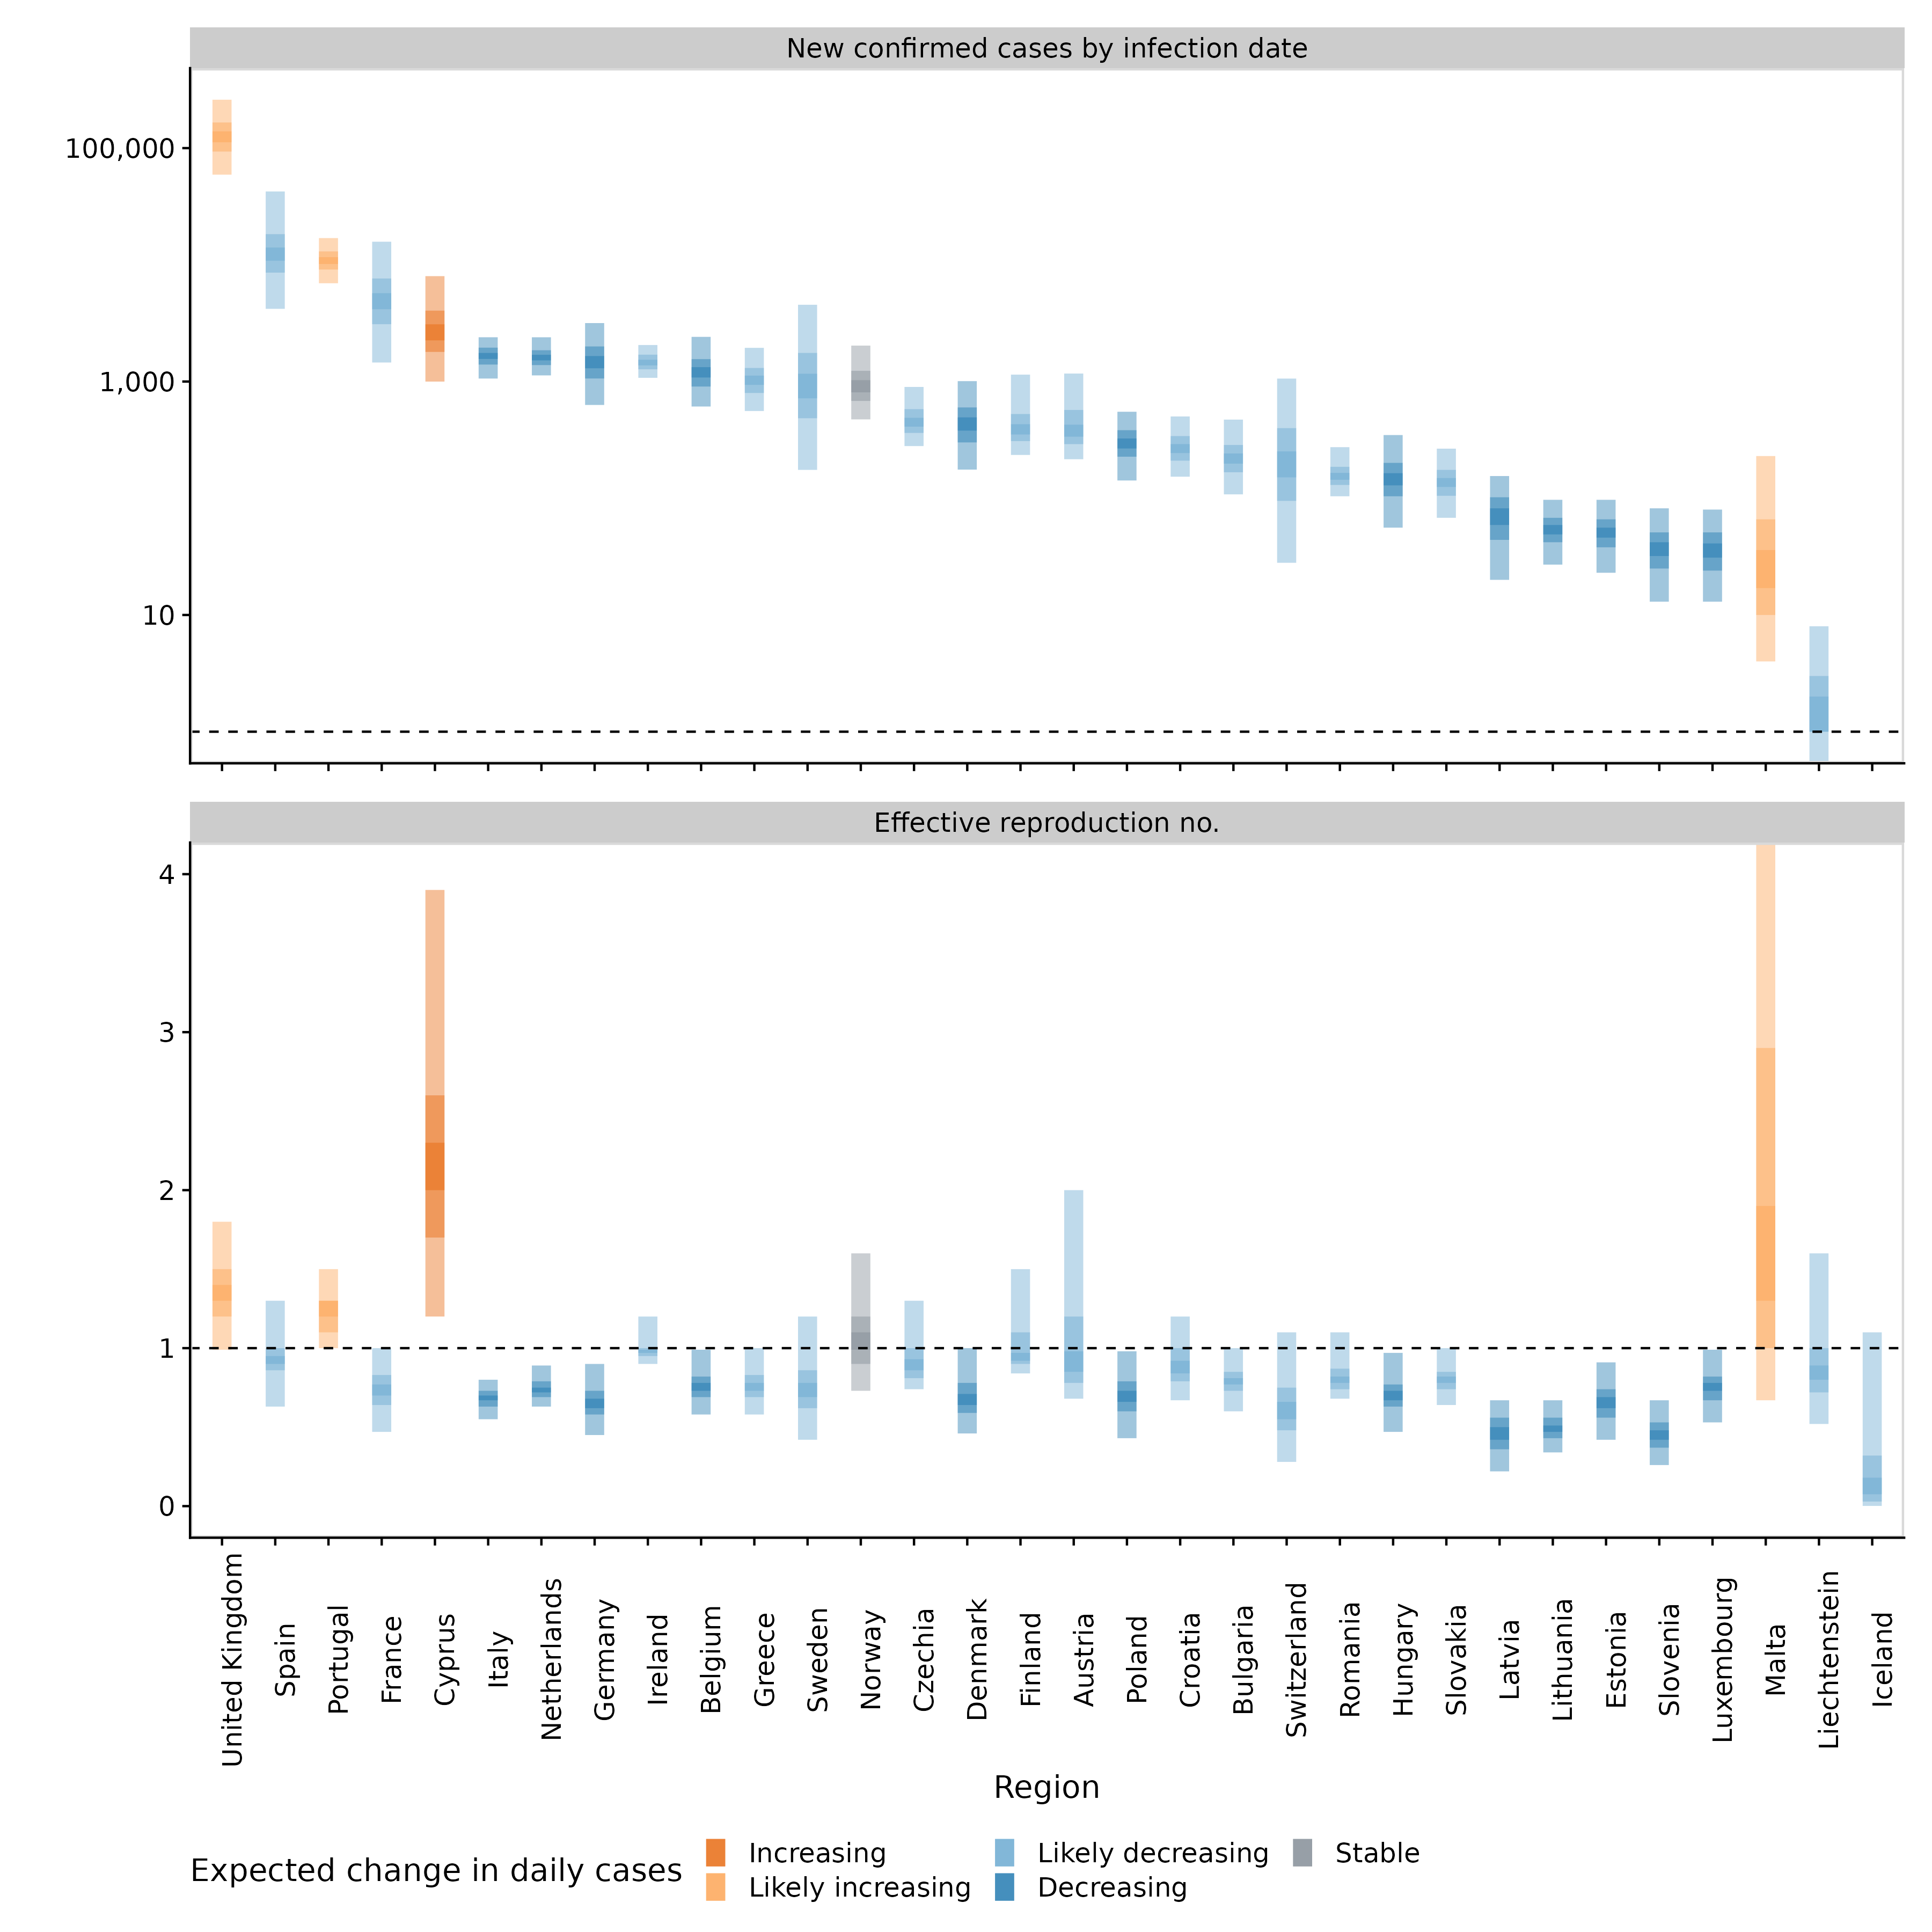 New confirmed cases by infection date
100,000
1,000
10
Effective reproduction no.
4
3
2
1
0
United Kingdom
Spain
Portugal
France
Cyprus
Italy
Netherlands
Germany
Ireland
Belgium
Greece
Sweden
Norway
Czechia
Denmark
Finland
Austria
Poland
Croatia
Bulgaria
Switzerland
Romania
Hungary
Slovakia
Latvia
Lithuania
Estonia
Slovenia
Luxembourg
Malta
Liechtenstein
Iceland
Region
Expected change in daily cases
Increasing
Likely increasing
Likely decreasing
Decreasing
Stable